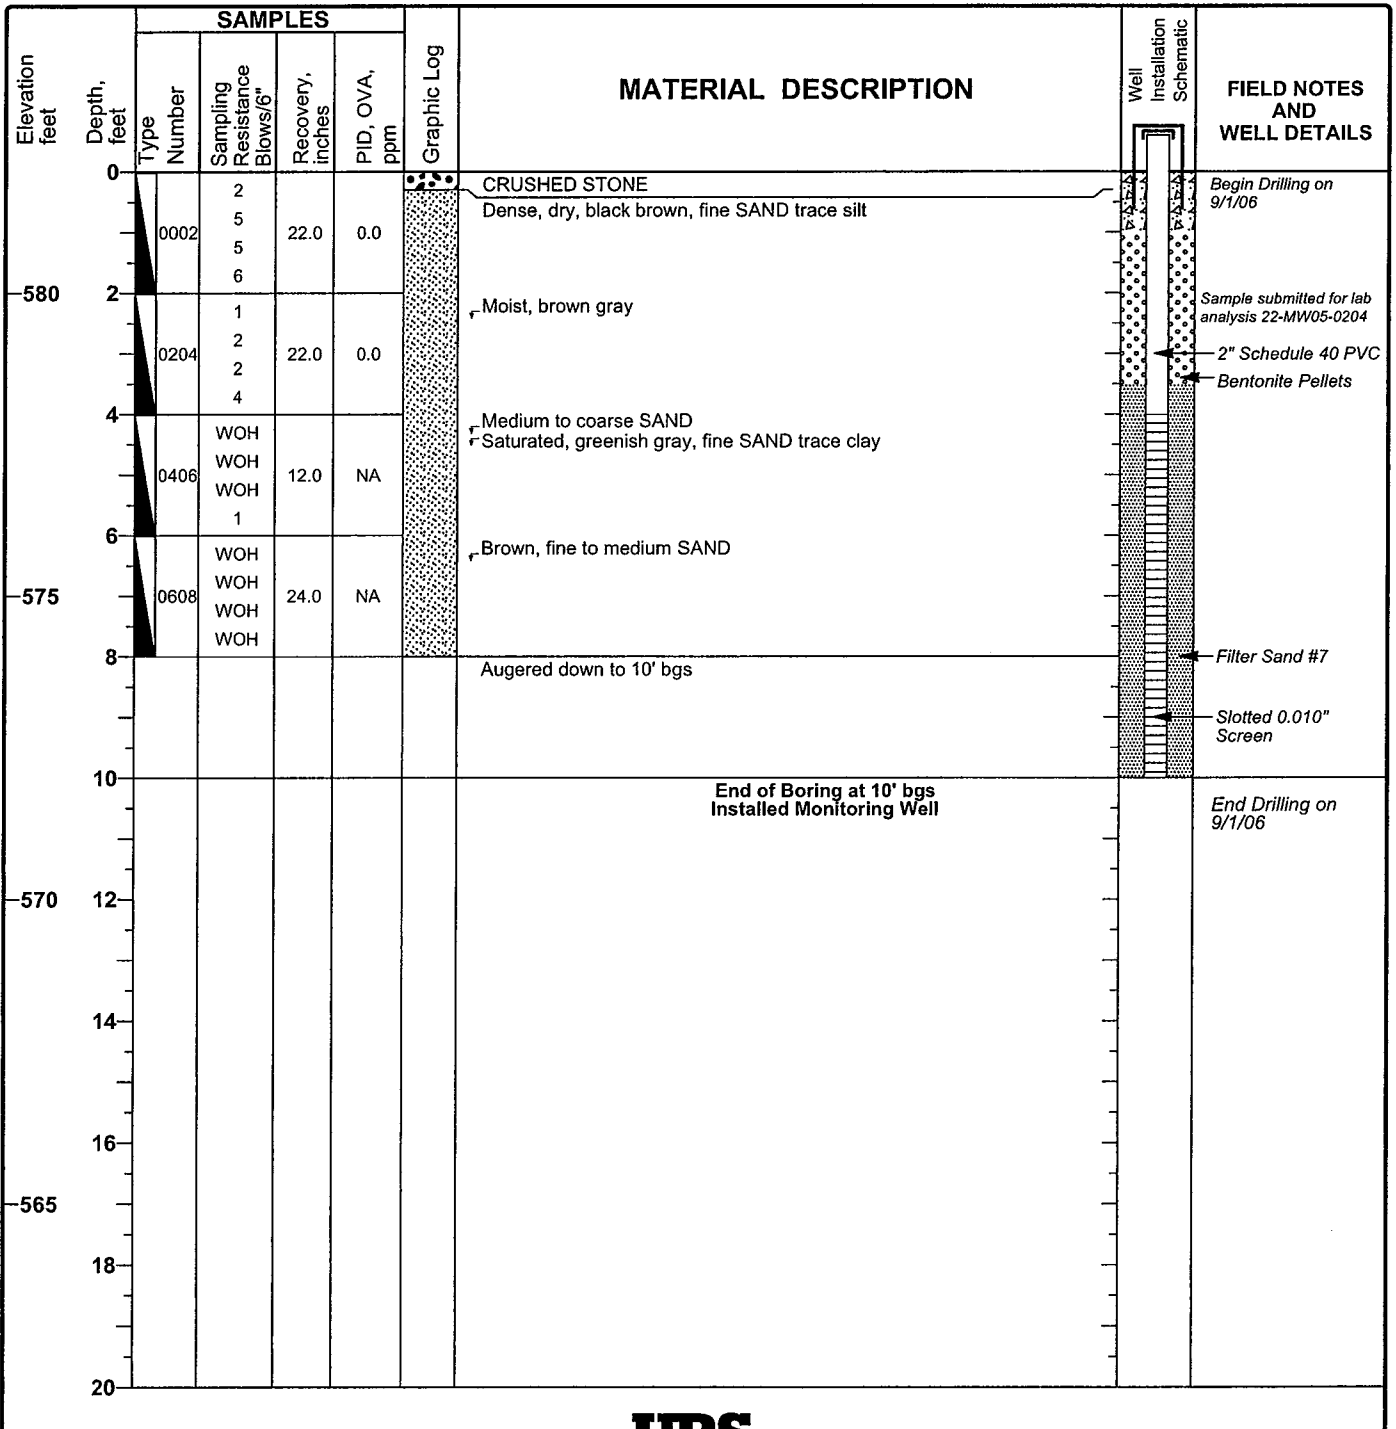 SAMPLES
Elevation
feet
Depth,
feet
Type
Number
Sampling
Resistance
Blows/6"
Recovery,
inches
PID, OVA,
ppm
Graphic Log
MATERIAL DESCRIPTION
Well
Installation
Schematic
FIELD NOTES
AND
WELL DETAILS
0
CRUSHED STONE
Begin Drilling on
9/1/06
Dense, dry, black brown, fine SAND trace silt
0002
2
5
5
6
22.0
0.0
580
2
Moist, brown gray
Sample submitted for lab
analysis 22-MW05-0204
0204
1
2
2
4
22.0
0.0
2" Schedule 40 PVC
Bentonite Pellets
4
Medium to coarse SAND
Saturated, greenish gray, fine SAND trace clay
0406
WOH
WOH
WOH
1
12.0
NA
6
Brown, fine to medium SAND
575
0608
WOH
WOH
WOH
WOH
24.0
NA
8
Augered down to 10' bgs
Filter Sand #7
Slotted 0.010"
Screen
10
End of Boring at 10' bgs
Installed Monitoring Well
End Drilling on
9/1/06
570
12
14
16
565
18
20